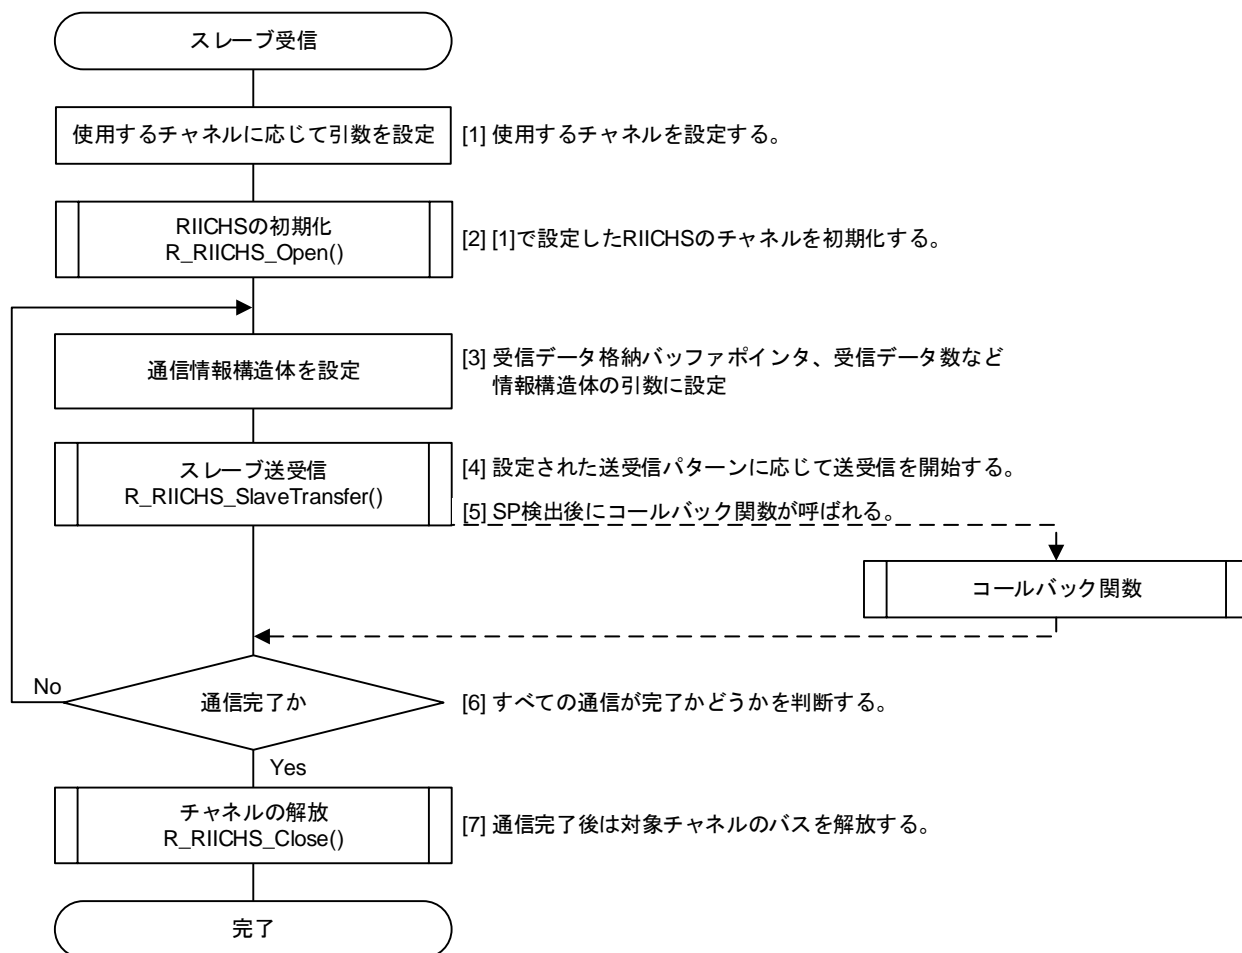 スレーブ受信
使用するチャネルに応じて引数を設定
[1] 使用するチャネルを設定する。
RIICHSの初期化
R_RIICHS_Open()
[2] [1]で設定したRIICHSのチャネルを初期化する。
通信情報構造体を設定
[3] 受信データ格納バッファポインタ、受信データ数など
情報構造体の引数に設定
スレーブ送受信
R_RIICHS_SlaveTransfer()
[4] 設定された送受信パターンに応じて送受信を開始する。
[5] SP検出後にコールバック関数が呼ばれる。
コールバック関数
No
通信完了か
[6] すべての通信が完了かどうかを判断する。
Yes
チャネルの解放
R_RIICHS_Close()
[7] 通信完了後は対象チャネルのバスを解放する。
完了